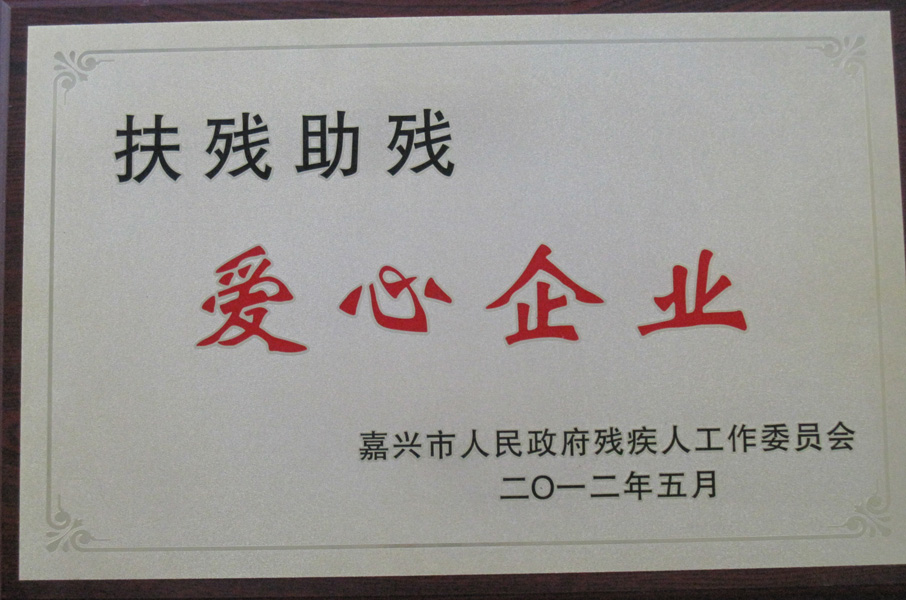 扶残助残
爱心企业
嘉兴市人民政府残疾人工作委员会
二〇一二年五月